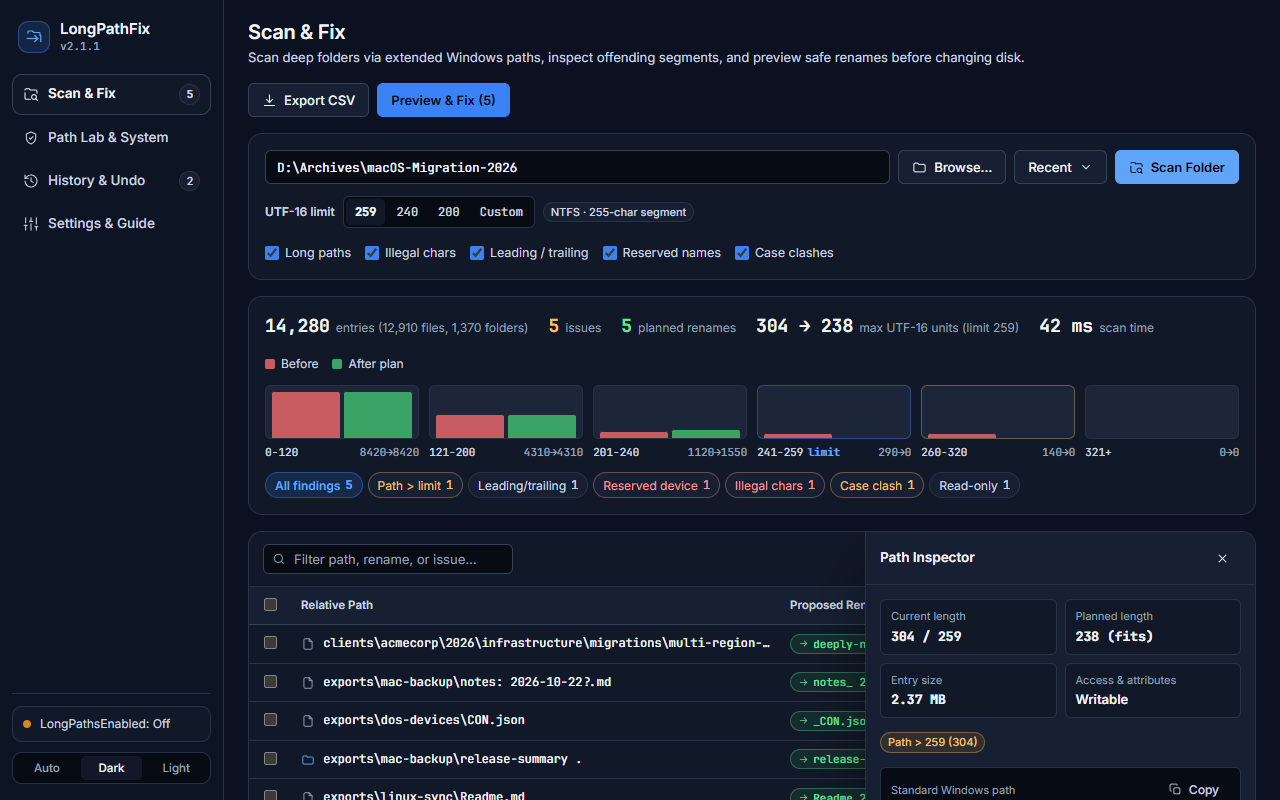 LongPathFix
v2.1.1
Scan & Fix 5
Path Lab & System
History & Undo 2
Settings & Guide
LongPathsEnabled: Off
Auto Dark Light
Scan & Fix
Scan deep folders via extended Windows paths, inspect offending segments, and preview safe renames before changing disk.
Export CSV Preview & Fix (5)
D:\Archives\macOS-Migration-2026 Browse... Recent Scan Folder
UTF-16 limit 259 240 200 Custom NTFS · 255-char segment
Long paths Illegal chars Leading / trailing Reserved names Case clashes
14,280 entries (12,910 files, 1,370 folders) 5 issues 5 planned renames 304 → 238 max UTF-16 units (limit 259) 42 ms scan time
Before After plan
0-120 8420→8420 121-200 4310→4310 201-240 1120→1550 241-259 limit 290→0 260-320 140→0 321+ 0→0
All findings 5 Path > limit 1 Leading/trailing 1 Reserved device 1 Illegal chars 1 Case clash 1 Read-only 1
Filter path, rename, or issue...
Relative Path Proposed Ren
clients\acmecorp\2026\infrastructure\migrations\multi-region-… → deeply-n
exports\mac-backup\notes: 2026-10-22?.md → notes_ 2
exports\dos-devices\CON.json → _CON.jso
exports\mac-backup\release-summary . → release-
exports\linux-sync\Readme.md → Readme_2
Path Inspector
Current length Planned length
304 / 259 238 (fits)
Entry size Access & attributes
2.37 MB Writable
Path > 259 (304)
Standard Windows path Copy